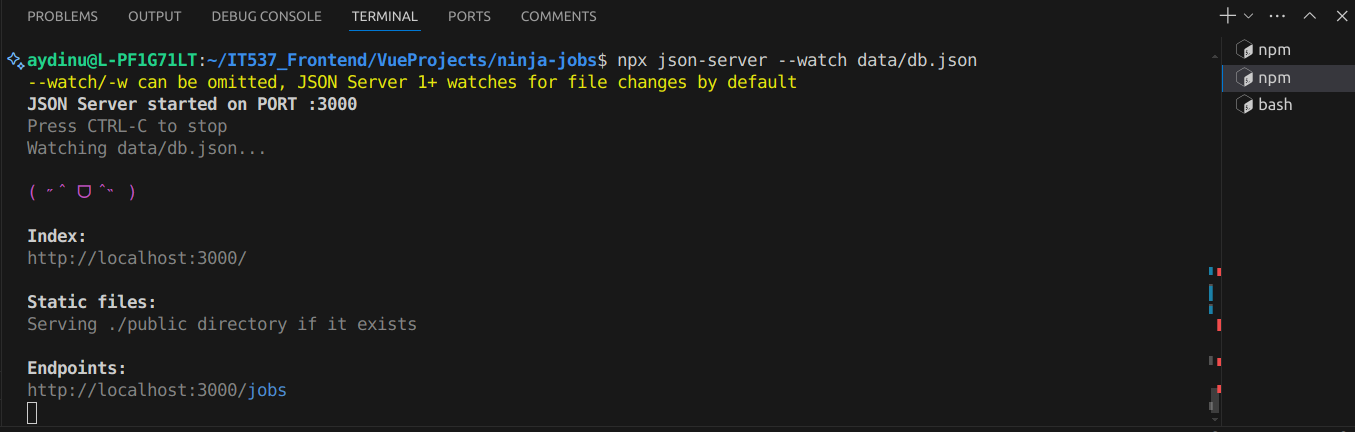 PROBLEMS OUTPUT DEBUG CONSOLE TERMINAL PORTS COMMENTS
aydinu@L-PF1G71LT:~/IT537_Frontend/VueProjects/ninja-jobs$ npx json-server --watch data/db.json
--watch/-w can be omitted, JSON Server 1+ watches for file changes by default
JSON Server started on PORT :3000
Press CTRL-C to stop
Watching data/db.json...
( ˶ˆ ᗜ ˆ˵ )
Index:
http://localhost:3000/
Static files:
Serving ./public directory if it exists
Endpoints:
http://localhost:3000/jobs
npm
npm
bash